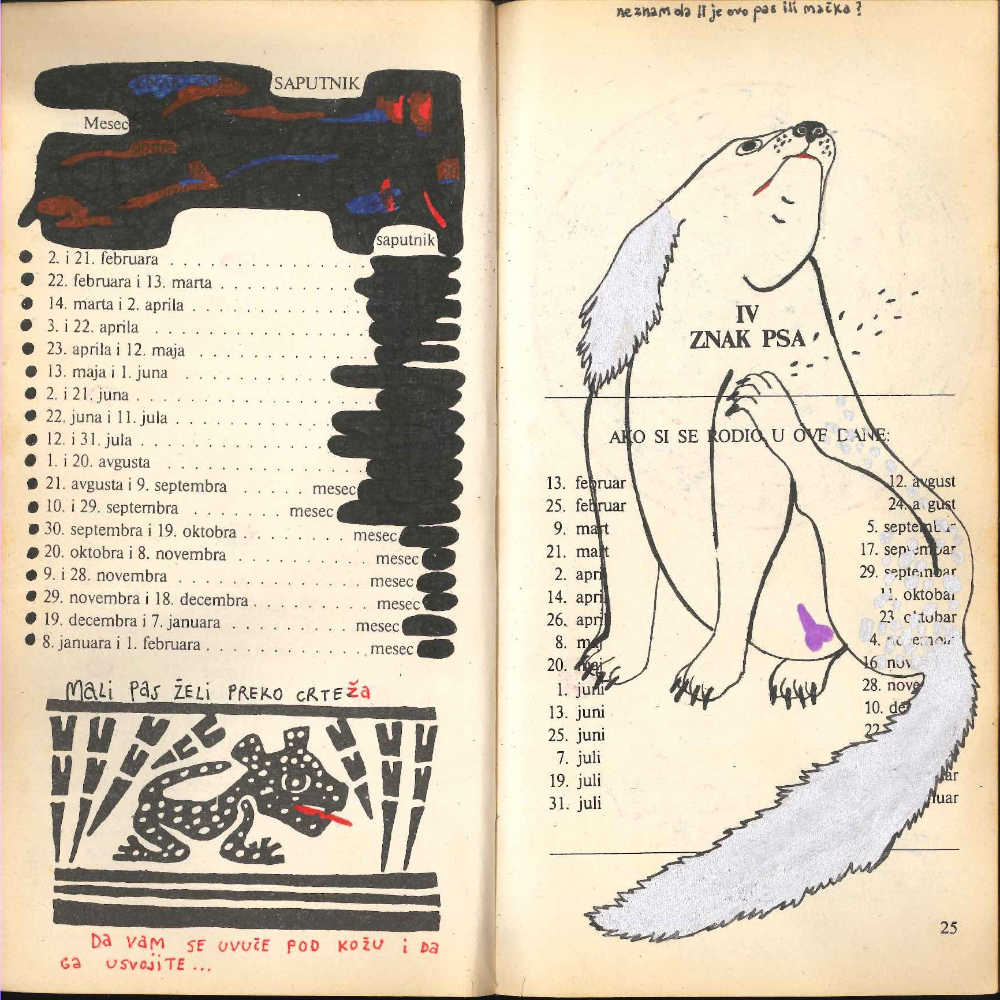 SAPUTNIK
Mesec
saputnik
2. i 21. februara
22. februara i 13. marta
14. marta i 2. aprila
3. i 22. aprila
23. aprila i 12. maja
13. maja i 1. juna
2. i 21. juna
22. juna i 11. jula
12. i 31. jula
1. i 20. avgusta
21. avgusta i 9. septembra . . . . . . mesec
10. i 29. septembra . . . . . . . . mesec
30. septembra i 19. oktobra . . . . . . . . mesec
20. oktobra i 8. novembra . . . . . . . . . . mesec
9. i 28. novembra . . . . . . . . . . . . . mesec
29. novembra i 18. decembra . . . . . . . . mesec
19. decembra i 7. januara . . . . . . . . . mesec
8. januara i 1. februara . . . . . . . . . . . mesec
MALI PAS ŽELI PREKO CRTEŽA
DA VAM SE UVUČE POD KOŽU i DA
GA USVOJITE ...
ne znam da li je ovo pas ili mačka?
IV
ZNAK PSA
AKO SI SE RODIO U OVE DANE:
13. februar 12. avgust
25. februar 24. avgust
9. mart 5. septembar
21. mart 17. septembar
2. april 29. septembar
14. april 11. oktobar
26. april 23. oktobar
8. maj 4. novembar
20. maj 16. nov
1. juni 28. nove
13. juni 10. de
25. juni 22.
7. juli
19. juli ar
31. juli nuar
25